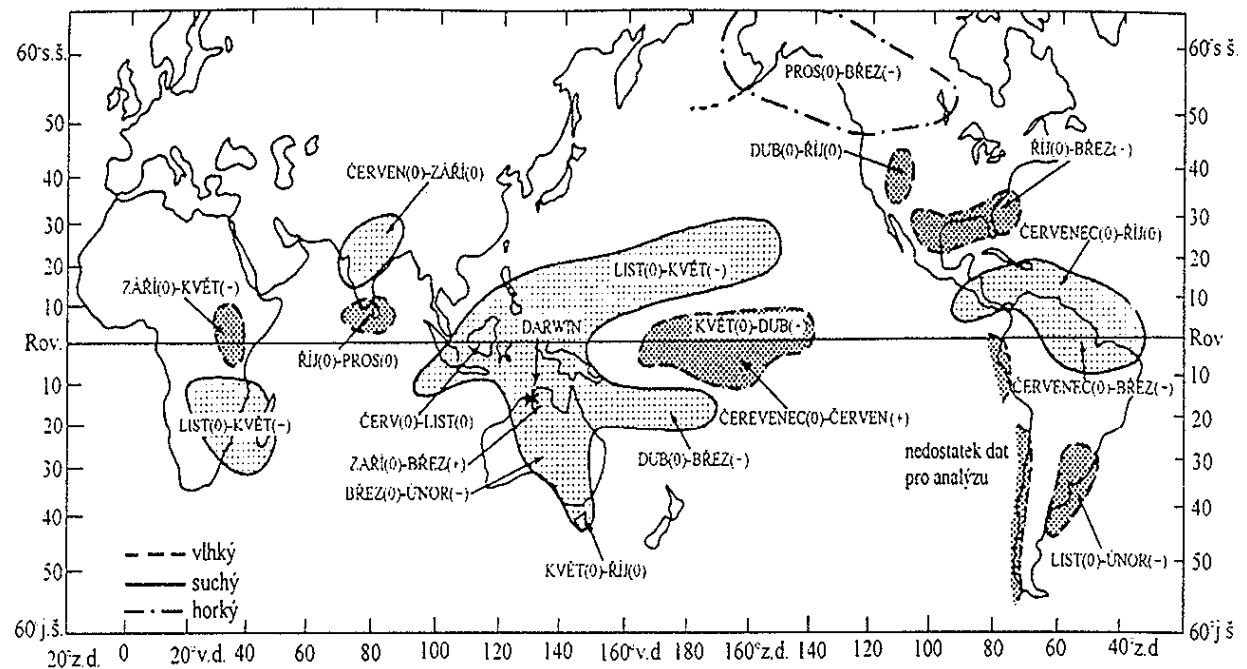 60°s.š.
60°s š.
PROS(0)-BŘEZ(-)
50
50
DUB(0)-ŘÍJ(0)
ŘÍJ(0)-BŘEZ(-)
40
40
ČERVEN(0)-ZÁŘÍ(0)
30
30
ČERVENEC(0)-ŘÍJ(0)
20
20
LIST(0)-KVĚT(-)
ZÁŘÍ(0)-KVĚT(-)
10
10
DARWIN
KVĚT(0)-DUB(-)
Rov.
Rov
ŘÍJ(0)-PROS(0)
10
10
ČERVENEC(0)-BŘEZ(-)
LIST(0)-KVĚT(-)
ČERV(0)-LIST(0)
ČEREVENEC(0)-ČERVEN(+)
20
20
ZÁŘÍ(0)-BŘEZ(+)
DUB(0)-BŘEZ(-)
nedostatek dat
pro analýzu
30
30
BŘEZ(0)-ÚNOR(-)
40
40
vlhký
KVĚT(0)-ŘÍJ(0)
LIST(0)-ÚNOR(-)
50
50
suchý
horký
60°j.š.
60°j š
20°z.d. 0 20°v.d. 40 60 80 100 120 140 160°v.d 180 160°z.d. 140 120 100 80 60 40 20°z.d